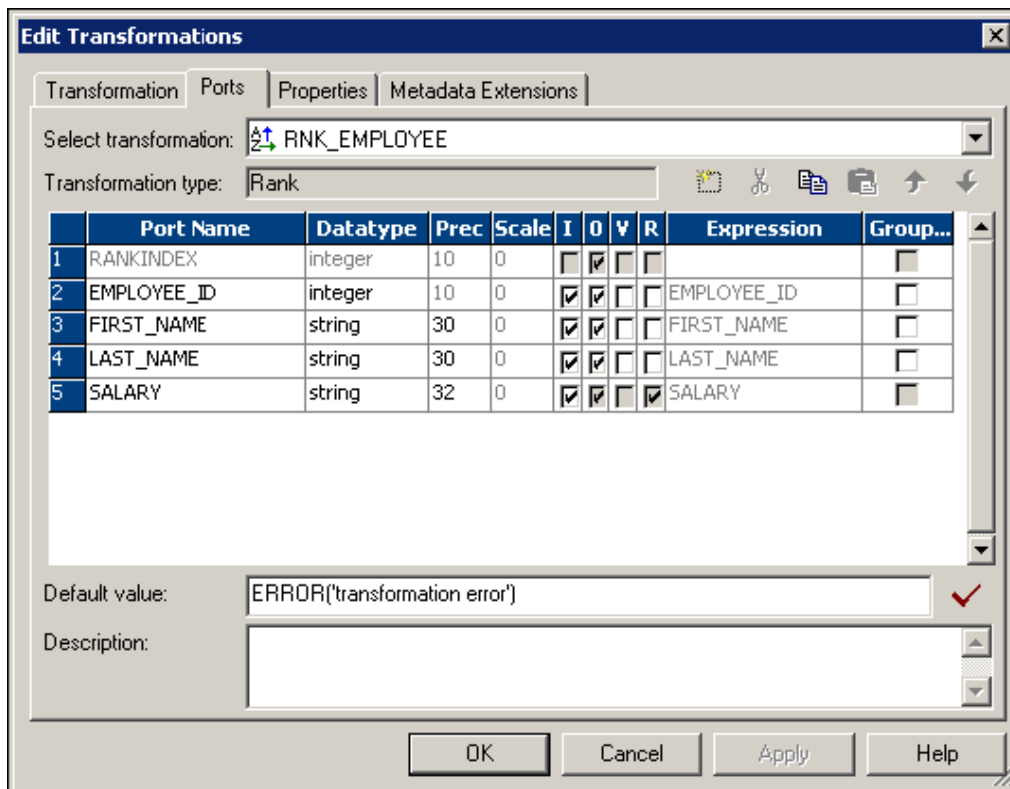 Edit Transformations
Transformation Ports Properties Metadata Extensions
Select transformation: RNK_EMPLOYEE
Transformation type: Rank
Port Name Datatype Prec Scale I O V R Expression Group...
1 RANKINDEX integer 10 0
2 EMPLOYEE_ID integer 10 0 EMPLOYEE_ID
3 FIRST_NAME string 30 0 FIRST_NAME
4 LAST_NAME string 30 0 LAST_NAME
5 SALARY string 32 0 SALARY
Default value: ERROR('transformation error')
Description:
OK Cancel Apply Help